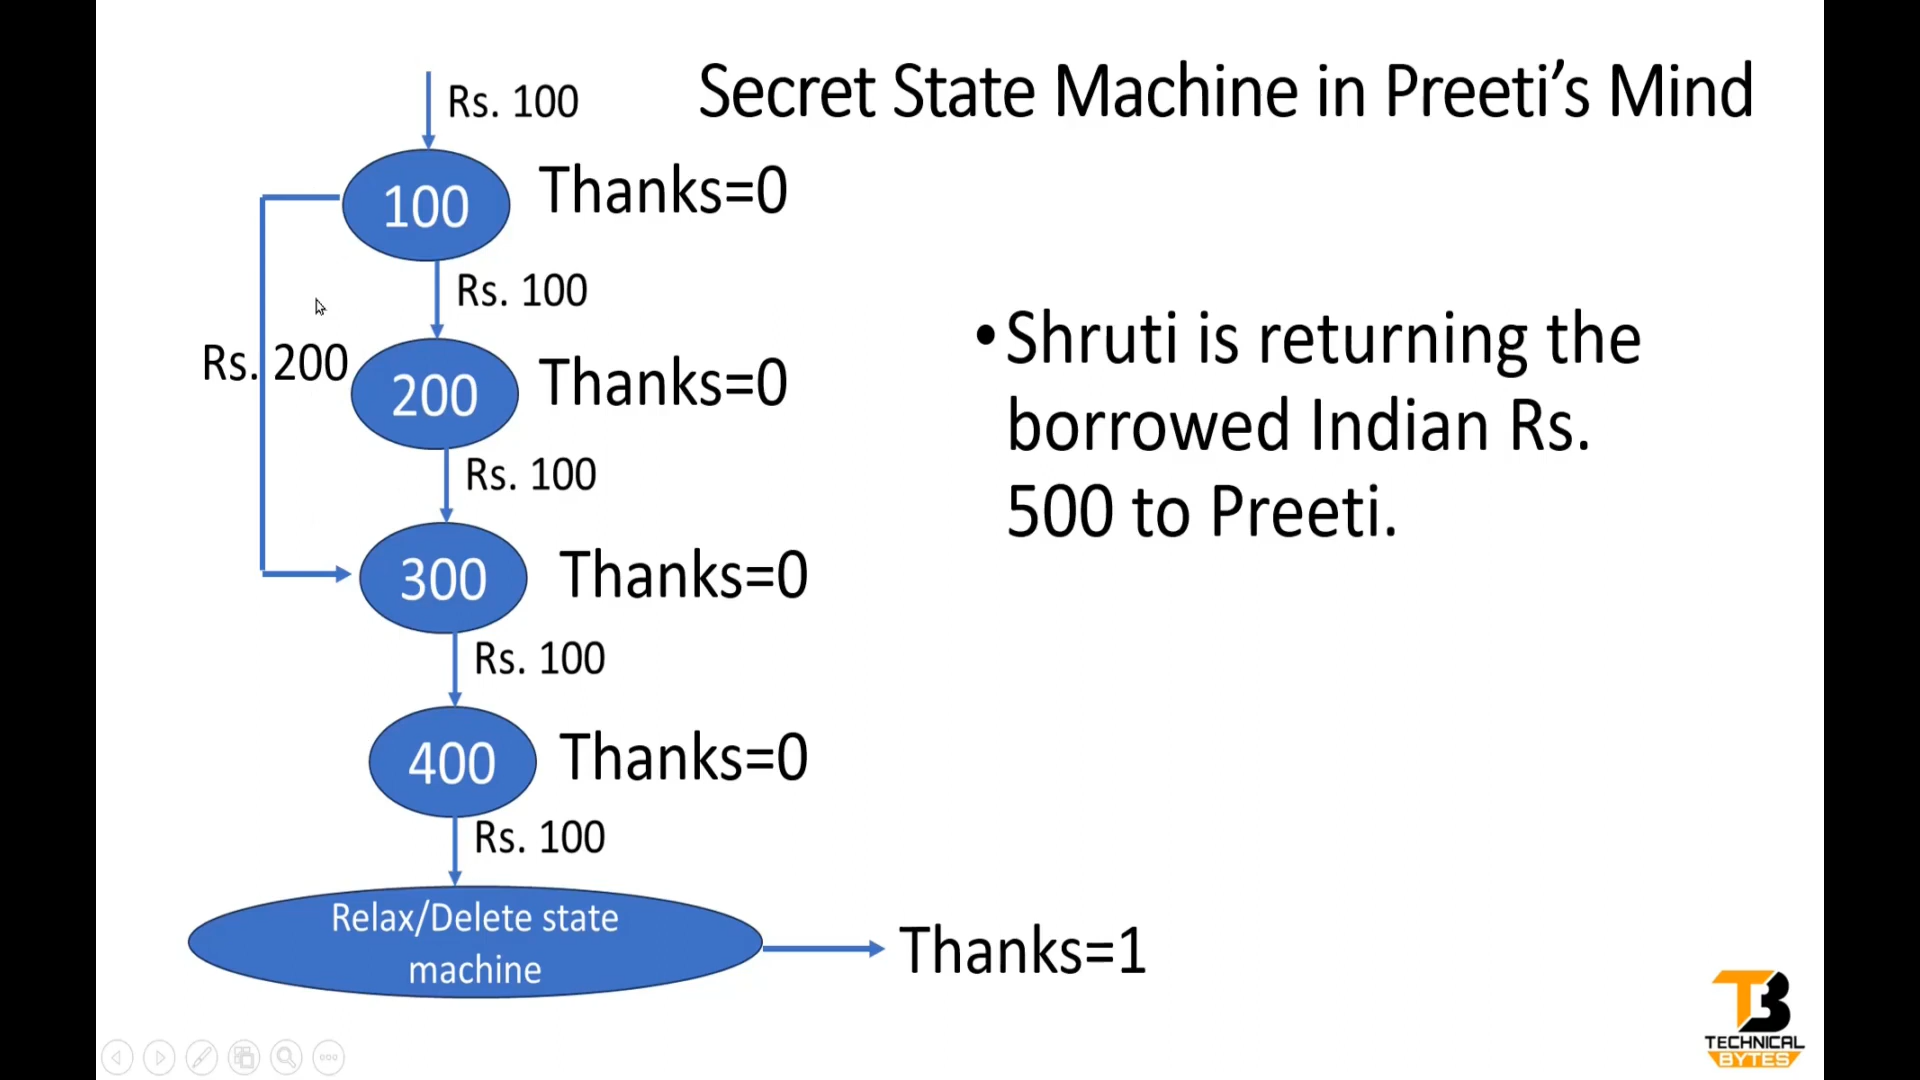 Secret State Machine in Preeti’s Mind
Rs. 100
100
Thanks=0
Rs. 100
Rs. 200
200
Thanks=0
Rs. 100
300
Thanks=0
Rs. 100
400
Thanks=0
Rs. 100
Relax/Delete state
machine
Thanks=1
•Shruti is returning the
borrowed Indian Rs.
500 to Preeti.
TB
TECHNICAL
BYTES